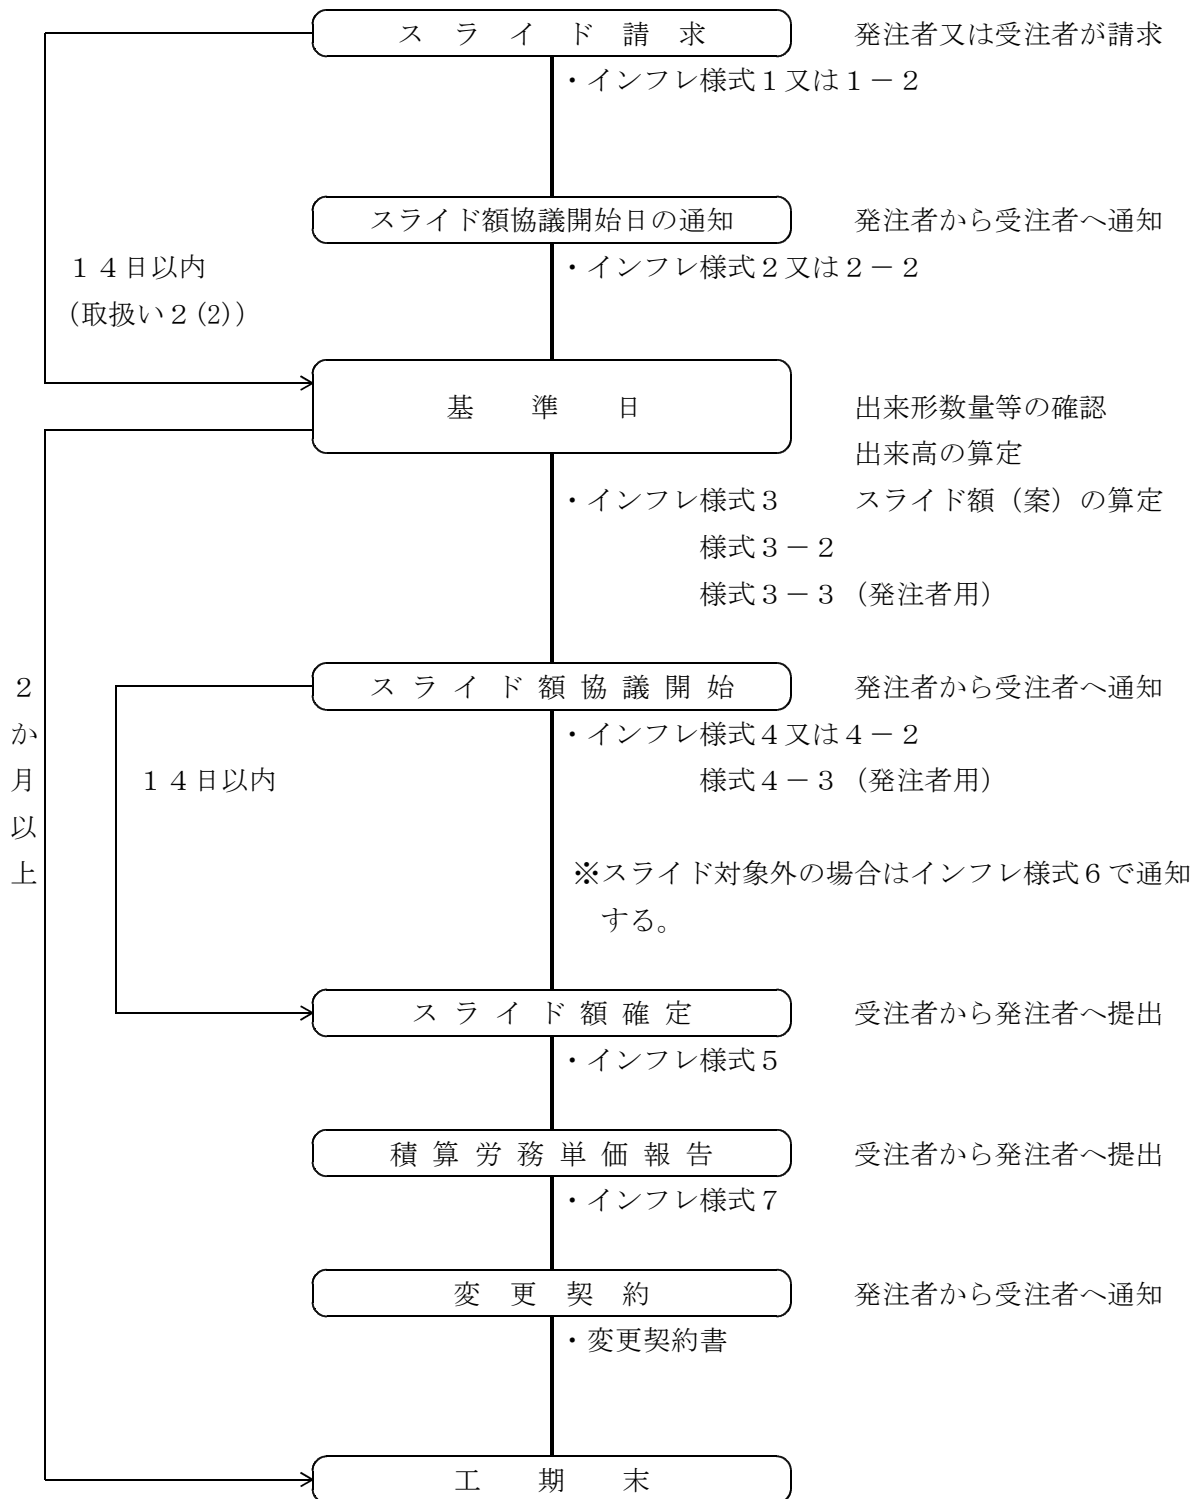 スライド請求　発注者又は受注者が請求
・インフレ様式１又は１－２
スライド額協議開始日の通知　発注者から受注者へ通知
１４日以内　・インフレ様式２又は２－２
（取扱い２(2)）
基準日　出来形数量等の確認
出来高の算定
・インフレ様式３　スライド額（案）の算定
様式３－２
様式３－３（発注者用）
２か月以上
スライド額協議開始　発注者から受注者へ通知
・インフレ様式４又は４－２
１４日以内　様式４－３（発注者用）
※スライド対象外の場合はインフレ様式６で通知
する。
スライド額確定　受注者から発注者へ提出
・インフレ様式５
積算労務単価報告　受注者から発注者へ提出
・インフレ様式７
変更契約　発注者から受注者へ通知
・変更契約書
工期末